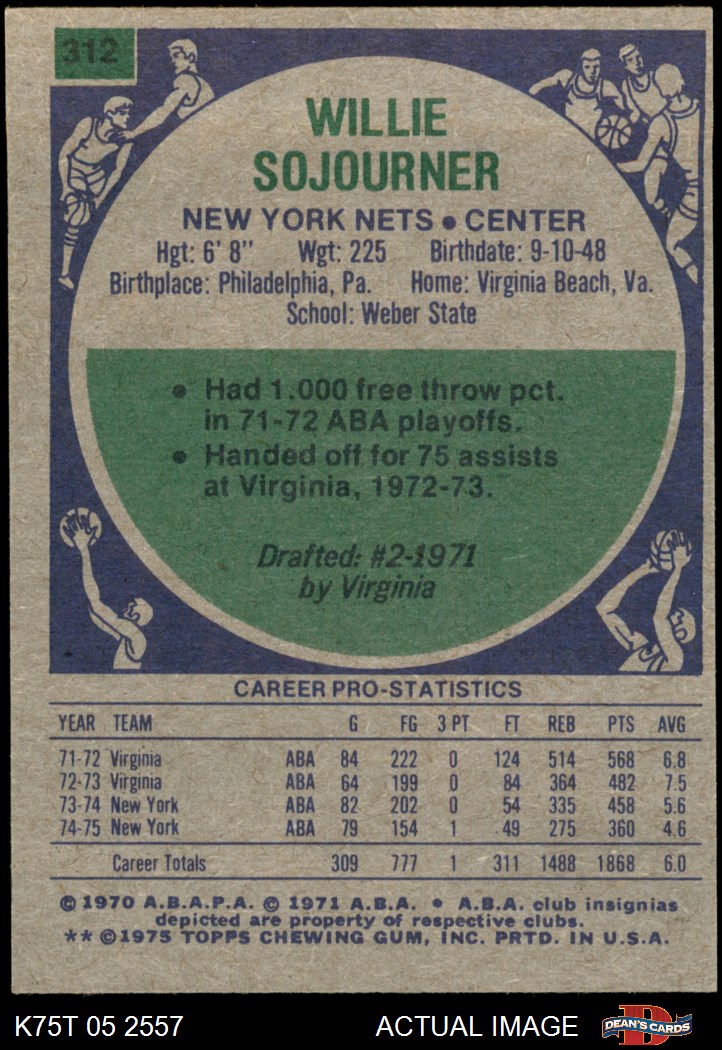 312
WILLIE
SOJOURNER
NEW YORK NETS • CENTER
Hgt: 6' 8" Wgt: 225 Birthdate: 9-10-48
Birthplace: Philadelphia, Pa. Home: Virginia Beach, Va.
School: Weber State
• Had 1.000 free throw pct.
in 71-72 ABA playoffs.
• Handed off for 75 assists
at Virginia, 1972-73.
Drafted: #2-1971
by Virginia
CAREER PRO-STATISTICS
YEAR TEAM G FG 3 PT FT REB PTS AVG
71-72 Virginia ABA 84 222 0 124 514 568 6.8
72-73 Virginia ABA 64 199 0 84 364 482 7.5
73-74 New York ABA 82 202 0 54 335 458 5.6
74-75 New York ABA 79 154 1 49 275 360 4.6
Career Totals 309 777 1 311 1488 1868 6.0
© 1970 A.B.A.P.A. © 1971 A.B.A. • A.B.A. club insignias
depicted are property of respective clubs.
** ©1975 TOPPS CHEWING GUM, INC. PRTD. IN U.S.A.
K75T 05 2557 ACTUAL IMAGE DEAN'S CARDS